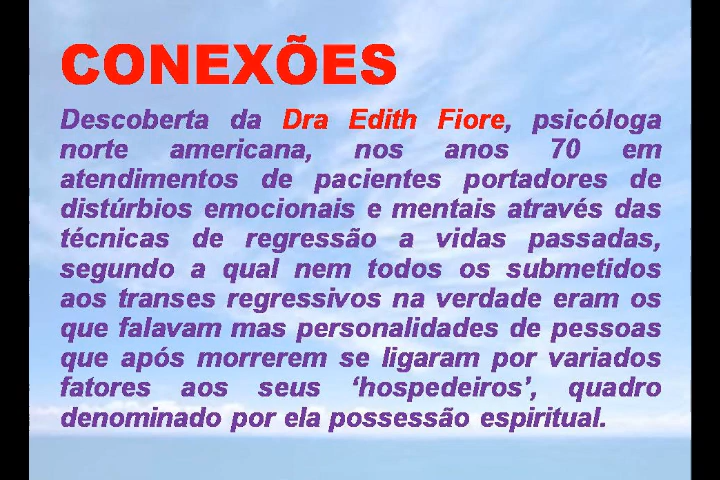 CONEXÕES
Descoberta da Dra Edith Fiore, psicóloga
norte americana, nos anos 70 em
atendimentos de pacientes portadores de
distúrbios emocionais e mentais através das
técnicas de regressão a vidas passadas,
segundo a qual nem todos os submetidos
aos transes regressivos na verdade eram os
que falavam mas personalidades de pessoas
que após morrerem se ligaram por variados
fatores aos seus ‘hospedeiros’, quadro
denominado por ela possessão espiritual.